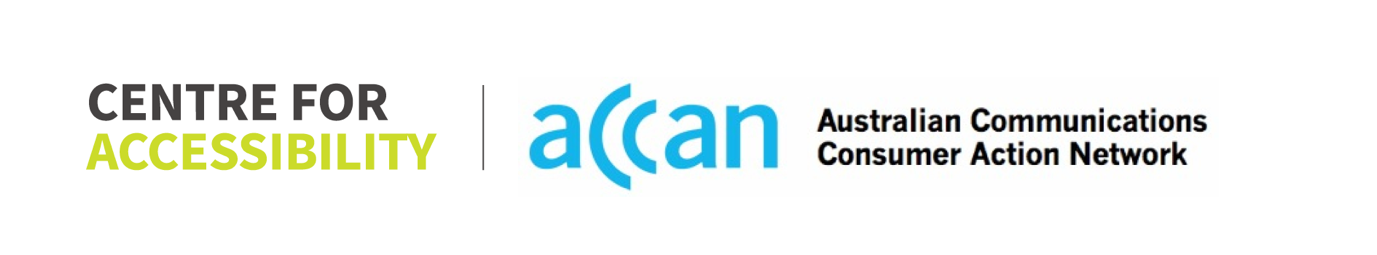 CENTRE FOR
ACCESSIBILITY
accan
Australian Communications
Consumer Action Network